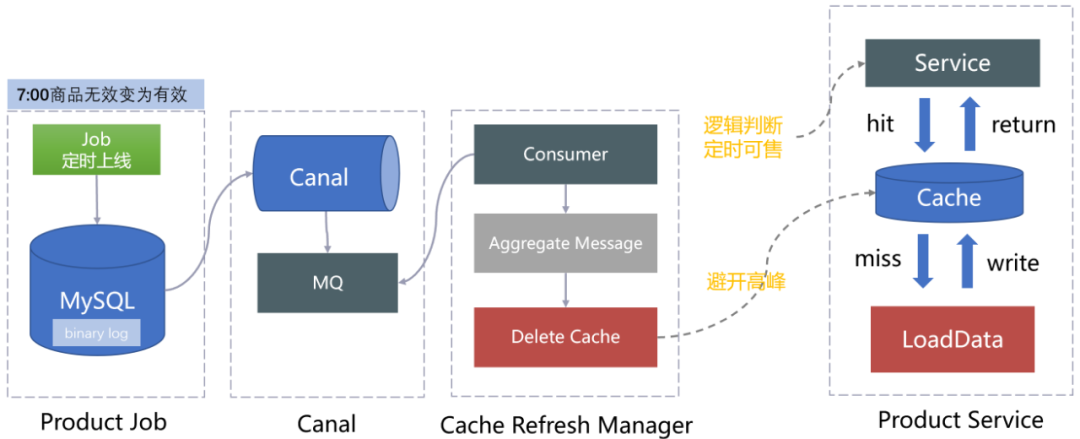 7:00商品无效变为有效
Job
定时上线
MySQL
binary log
Product Job
Canal
MQ
Canal
Consumer
Aggregate Message
Delete Cache
Cache Refresh Manager
逻辑判断
定时可售
避开高峰
Service
hit
return
Cache
miss
write
LoadData
Product Service